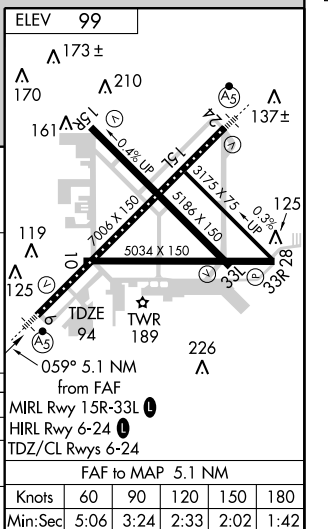 ELEV 99
173 ±
170
210
A5
161
15R
V
0.4% UP
24
137 ±
V
15L
3175 X 75
UP
0.3%
7006 X 150
5186 X 150
125
119
5034 X 150
10
28
33L
33R
V
P
125
V
6
A5
TDZE
94
TWR
189
226
059° 5.1 NM
from FAF
MIRL Rwy 15R-33L L
HIRL Rwy 6-24 L
TDZ/CL Rwys 6-24
FAF to MAP 5.1 NM
Knots 60 90 120 150 180
Min:Sec 5:06 3:24 2:33 2:02 1:42